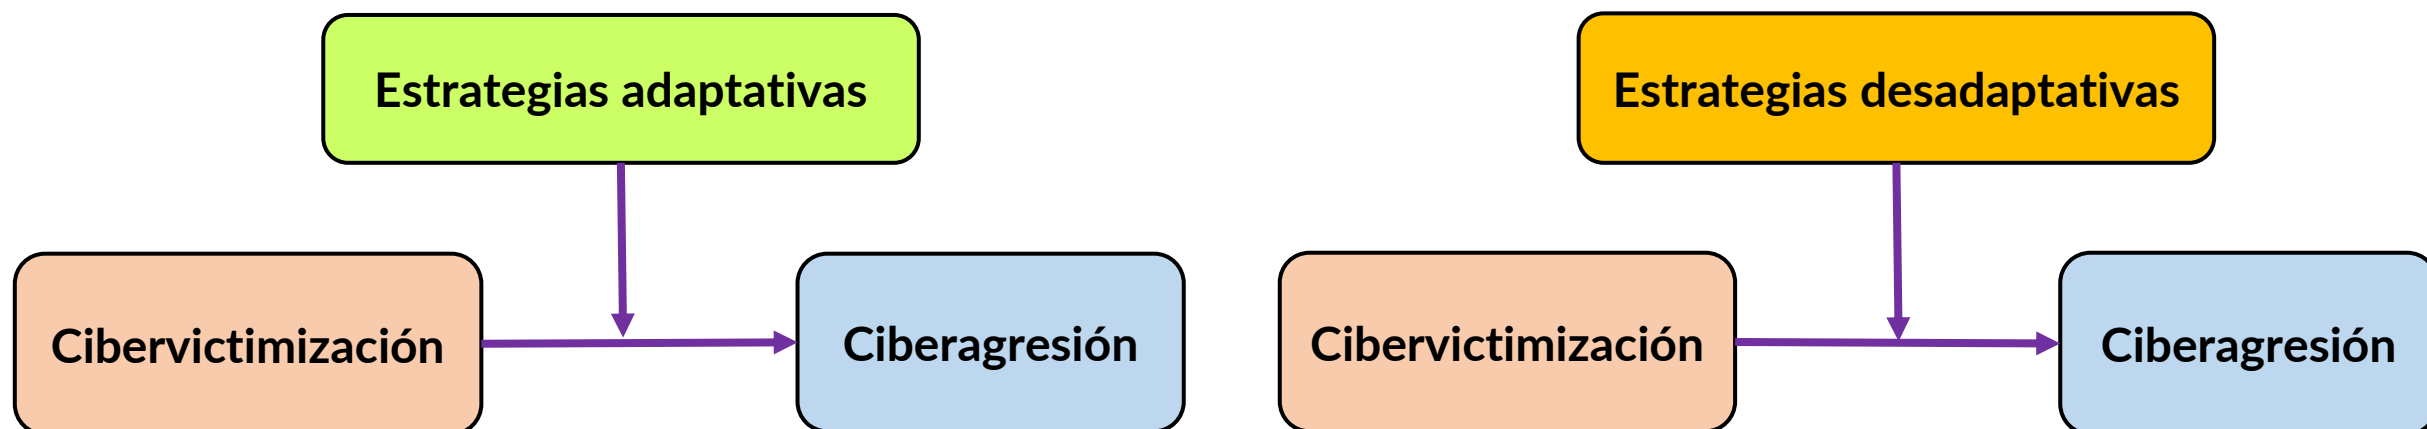 Estrategias adaptativas
Cibervictimización
Ciberagresión
Estrategias desadaptativas
Cibervictimización
Ciberagresión